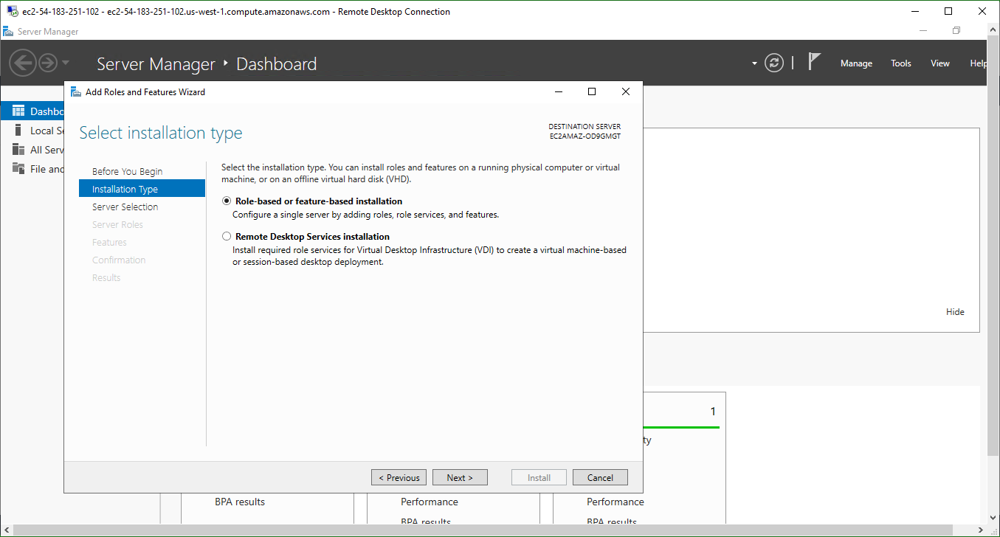 ec2-54-183-251-102 - ec2-54-183-251-102.us-west-1.compute.amazonaws.com - Remote Desktop Connection
Server Manager
Server Manager ‣ Dashboard
Manage Tools View Help
Add Roles and Features Wizard
Select installation type
DESTINATION SERVER
EC2AMAZ-OD9GMGT
Dashbo
Local Se
All Serv
File and
Before You Begin
Installation Type
Server Selection
Server Roles
Features
Confirmation
Results
Select the installation type. You can install roles and features on a running physical computer or virtual
machine, or on an offline virtual hard disk (VHD).
Role-based or feature-based installation
Configure a single server by adding roles, role services, and features.
Remote Desktop Services installation
Install required role services for Virtual Desktop Infrastructure (VDI) to create a virtual machine-based
or session-based desktop deployment.
Hide
1
ty
< Previous Next > Install Cancel
BPA results Performance Performance
BPA results BPA results